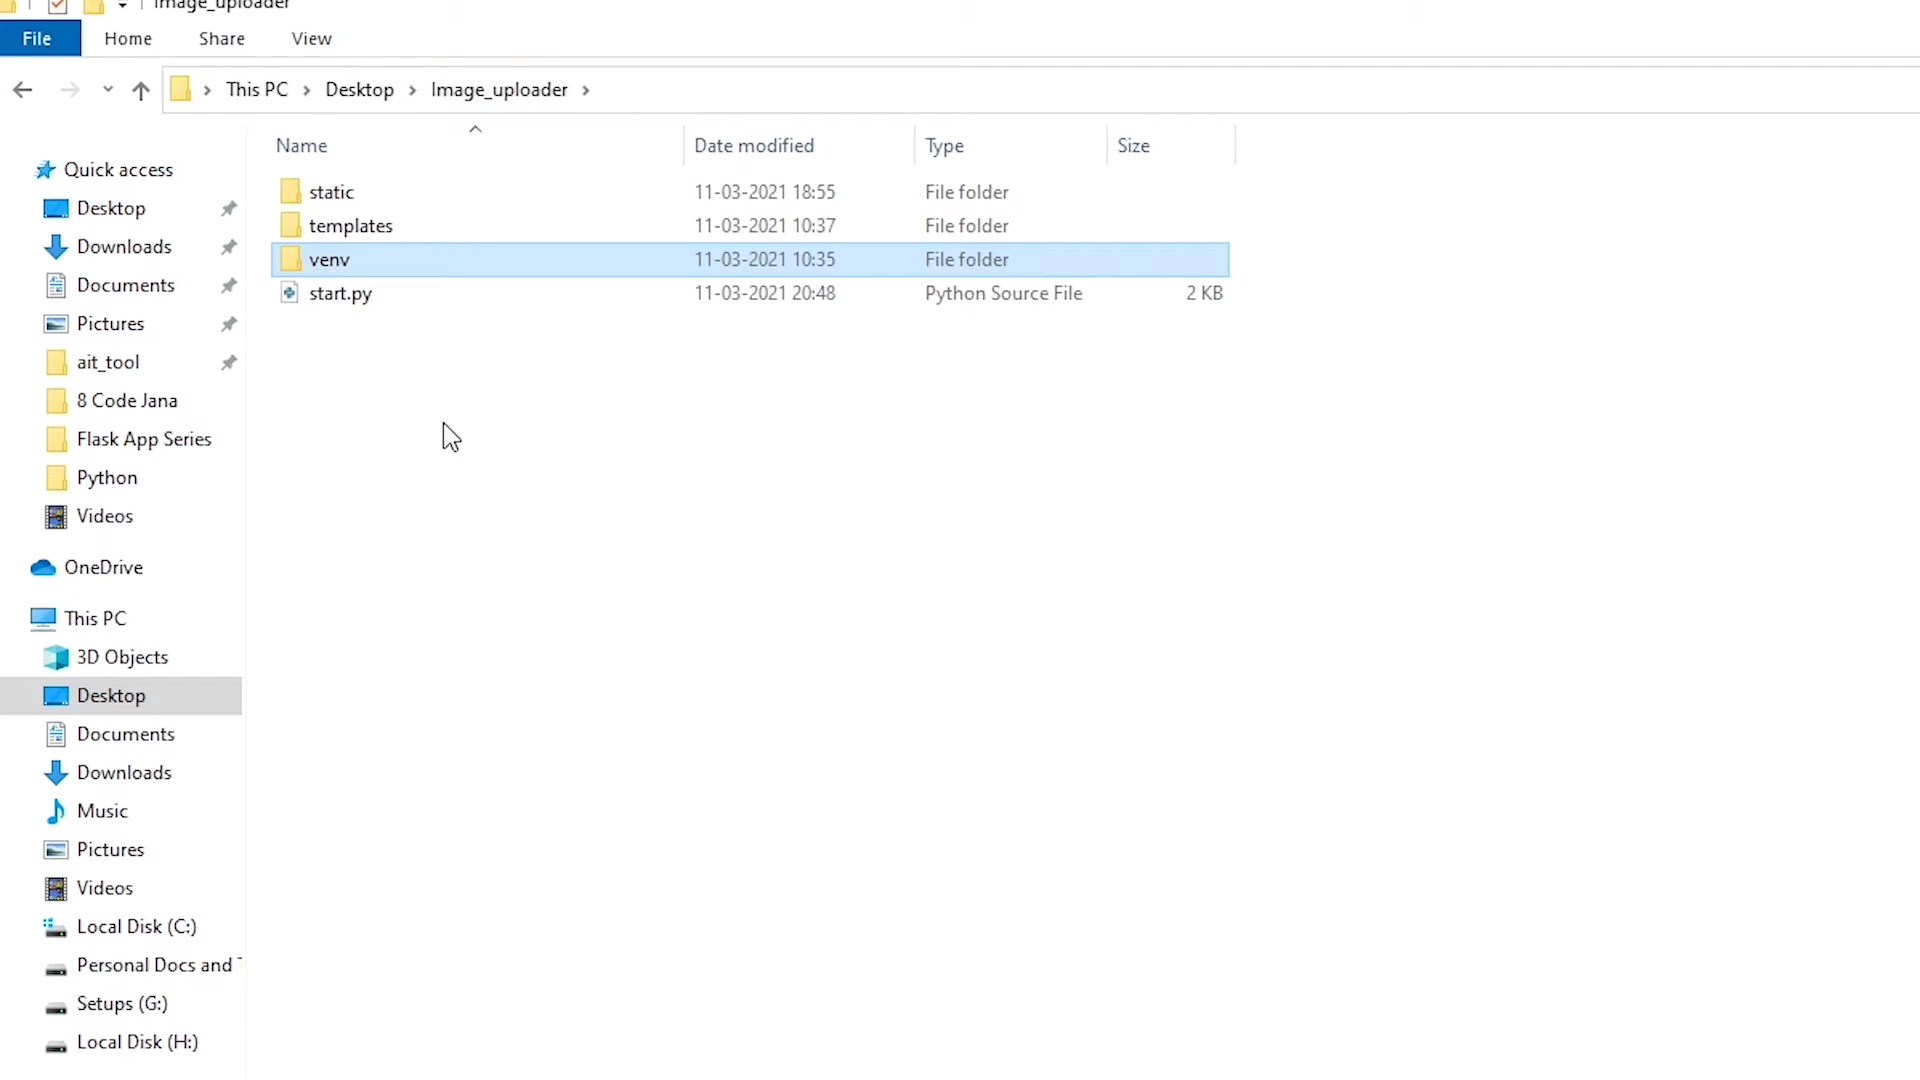 Image_uploader
File Home Share View
This PC Desktop Image_uploader
Name Date modified Type Size
static 11-03-2021 18:55 File folder
templates 11-03-2021 10:37 File folder
venv 11-03-2021 10:35 File folder
start.py 11-03-2021 20:48 Python Source File 2 KB
Quick access
Desktop
Downloads
Documents
Pictures
ait_tool
8 Code Jana
Flask App Series
Python
Videos
OneDrive
This PC
3D Objects
Desktop
Documents
Downloads
Music
Pictures
Videos
Local Disk (C:)
Personal Docs and
Setups (G:)
Local Disk (H:)